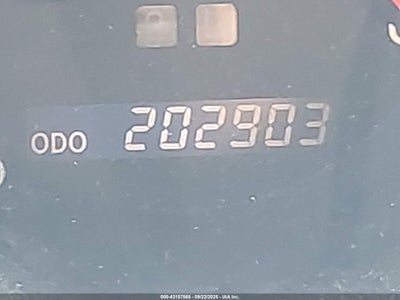 ODO 202903
000-43157565 - 09/22/2025 - IAA Inc.